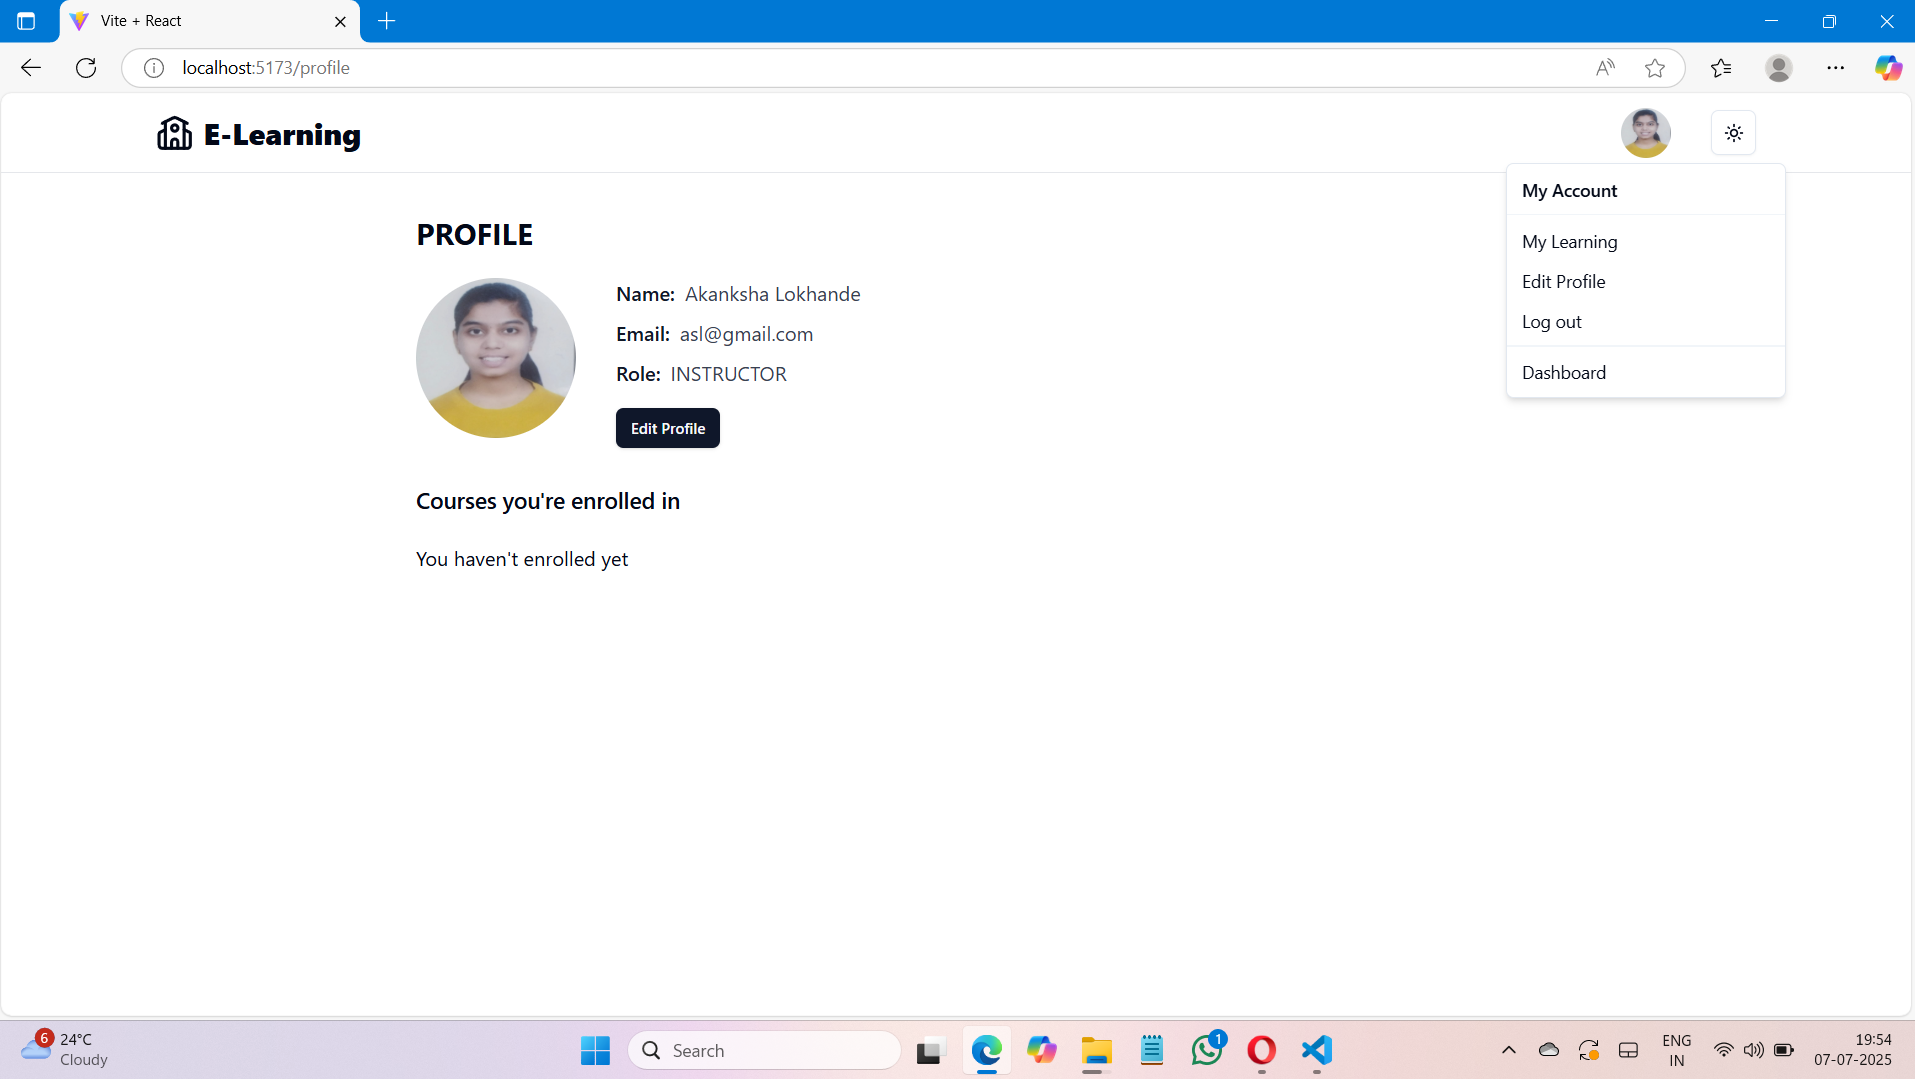 Vite + React
localhost:5173/profile
E-Learning
My Account
My Learning
Edit Profile
Log out
Dashboard
PROFILE
Name: Akanksha Lokhande
Email: asl@gmail.com
Role: INSTRUCTOR
Edit Profile
Courses you're enrolled in
You haven't enrolled yet
6
24°C
Cloudy
Search
1
ENG
IN
19:54
07-07-2025